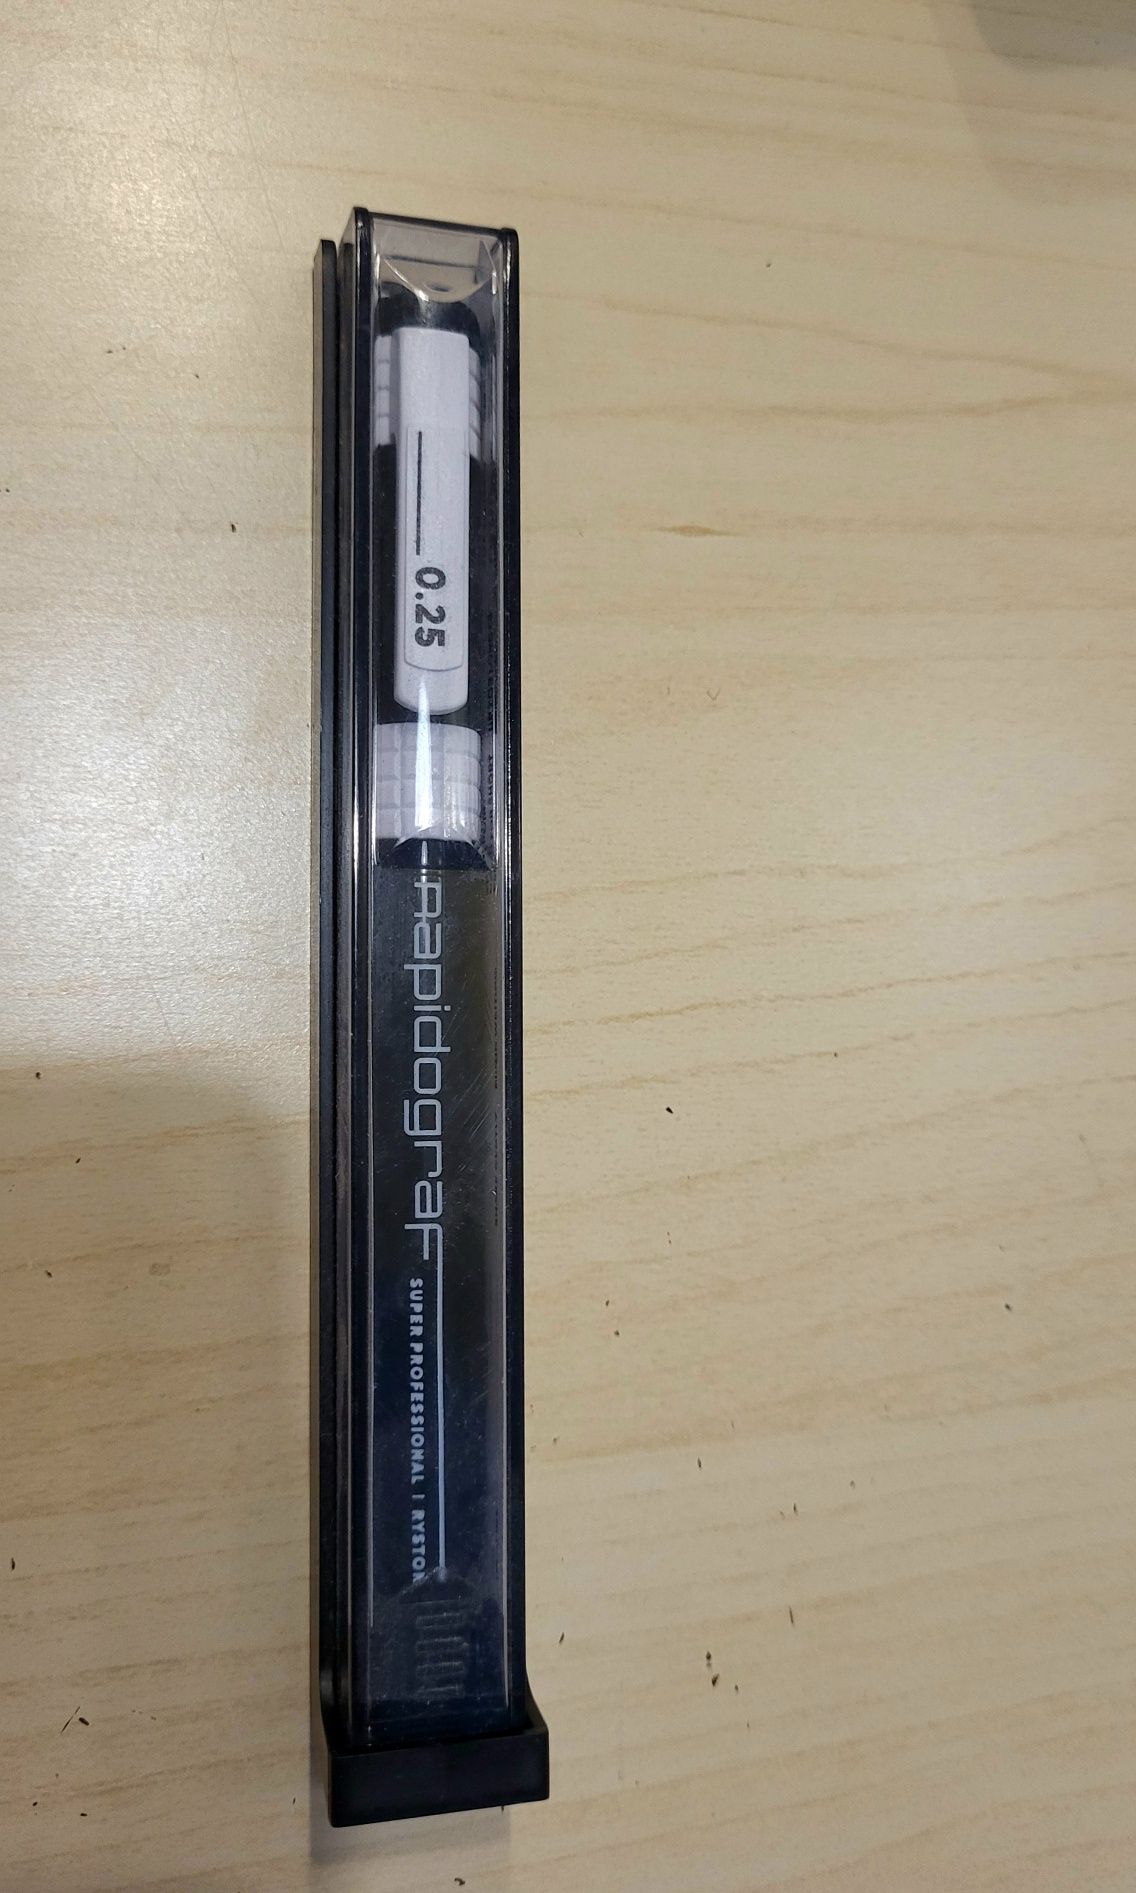 0.25
Rapidograf
SUPER PROFESSIONAL I RYSTOR